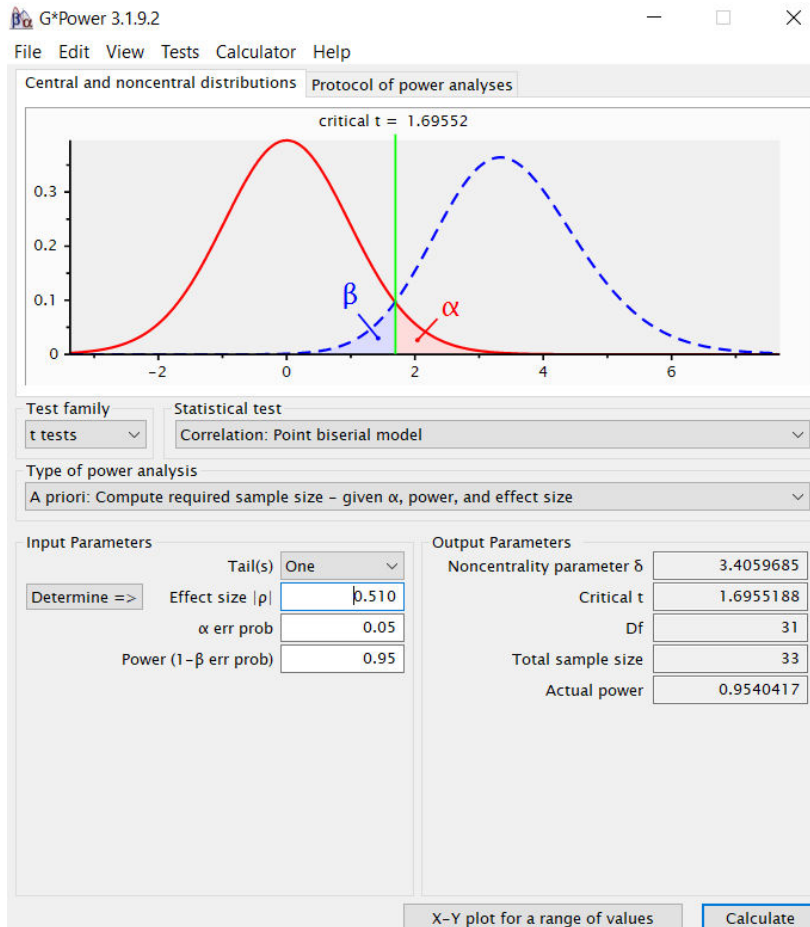 G*Power 3.1.9.2
File Edit View Tests Calculator Help
Central and noncentral distributions Protocol of power analyses
critical t = 1.69552
0.3
0.2
0.1
0
β
α
-2 0 2 4 6
Test family Statistical test
t tests Correlation: Point biserial model
Type of power analysis
A priori: Compute required sample size – given α, power, and effect size
Input Parameters Output Parameters
Tail(s) One Noncentrality parameter δ 3.4059685
Determine => Effect size |ρ| 0.510 Critical t 1.6955188
α err prob 0.05 Df 31
Power (1-β err prob) 0.95 Total sample size 33
Actual power 0.9540417
X-Y plot for a range of values Calculate